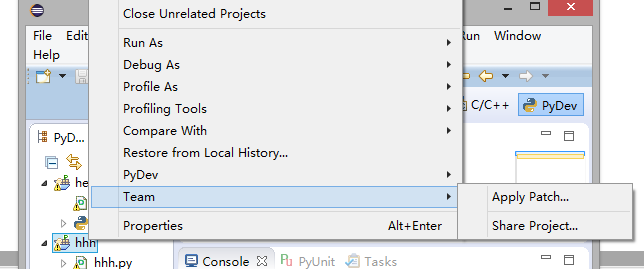 Close Unrelated Projects
File
Run
Window
Help
Run As
Debug As
Profile As
Profiling Tools
Compare With
Restore from Local History...
PyDev
Team
Properties Alt+Enter
Apply Patch...
Share Project...
C/C++
PyDev
PyD...
he
hhh
hhh.py
Console
PyUnit
Tasks